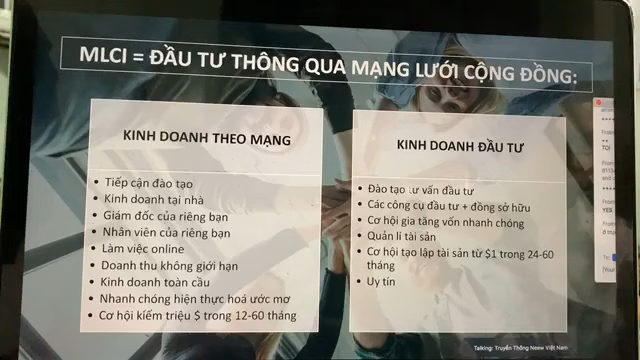 MLCI = ĐẦU TƯ THÔNG QUA MẠNG LƯỚI CỘNG ĐỒNG:
KINH DOANH THEO MẠNG
• Tiếp cận đào tạo
• Kinh doanh tại nhà
• Giám đốc của riêng bạn
• Nhân viên của riêng bạn
• Làm việc online
• Doanh thu không giới hạn
• Kinh doanh toàn cầu
• Nhanh chóng hiện thực hoá ước mơ
• Cơ hội kiếm triệu $ trong 12-60 tháng
KINH DOANH ĐẦU TƯ
• Đào tạo tư vấn đầu tư
• Các công cụ đầu tư + đồng sở hữu
• Cơ hội gia tăng vốn nhanh chóng
• Quản lí tài sản
• Cơ hội tạo lập tài sản từ $1 trong 24-60
tháng
• Uy tín
YES
Talking: Truyền Thông Neew Việt Nam